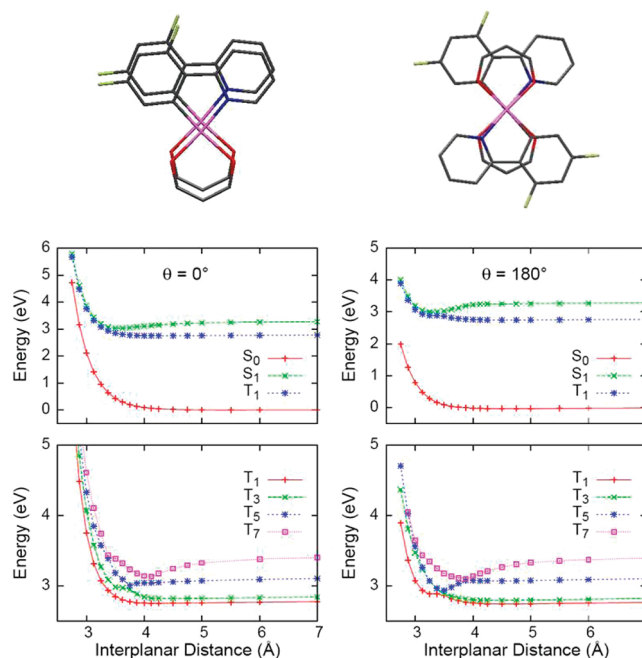 6
5
4
3
2
1
0
Energy (eV)
θ = 0°
S0
S1
T1
5
4
3
2
1
0
Energy (eV)
θ = 180°
S0
S1
T1
5
4
3
Energy (eV)
T1
T3
T5
T7
3 4 5 6 7
Interplanar Distance (Å)
5
4
3
Energy (eV)
T1
T3
T5
T7
3 4 5 6
Interplanar Distance (Å)